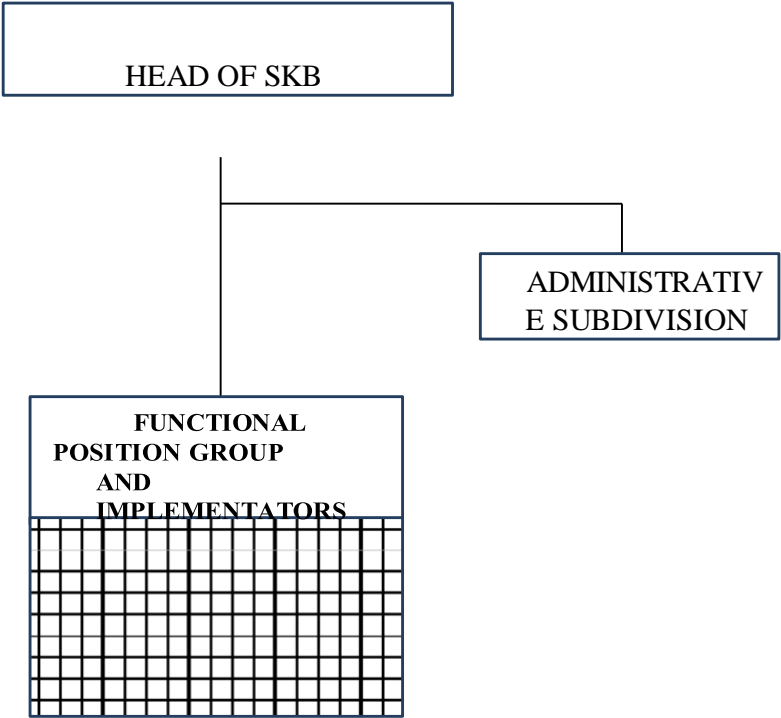 HEAD OF SKB
ADMINISTRATIV
E SUBDIVISION
FUNCTIONAL
POSITION GROUP
AND
IMPLEMENTATORS